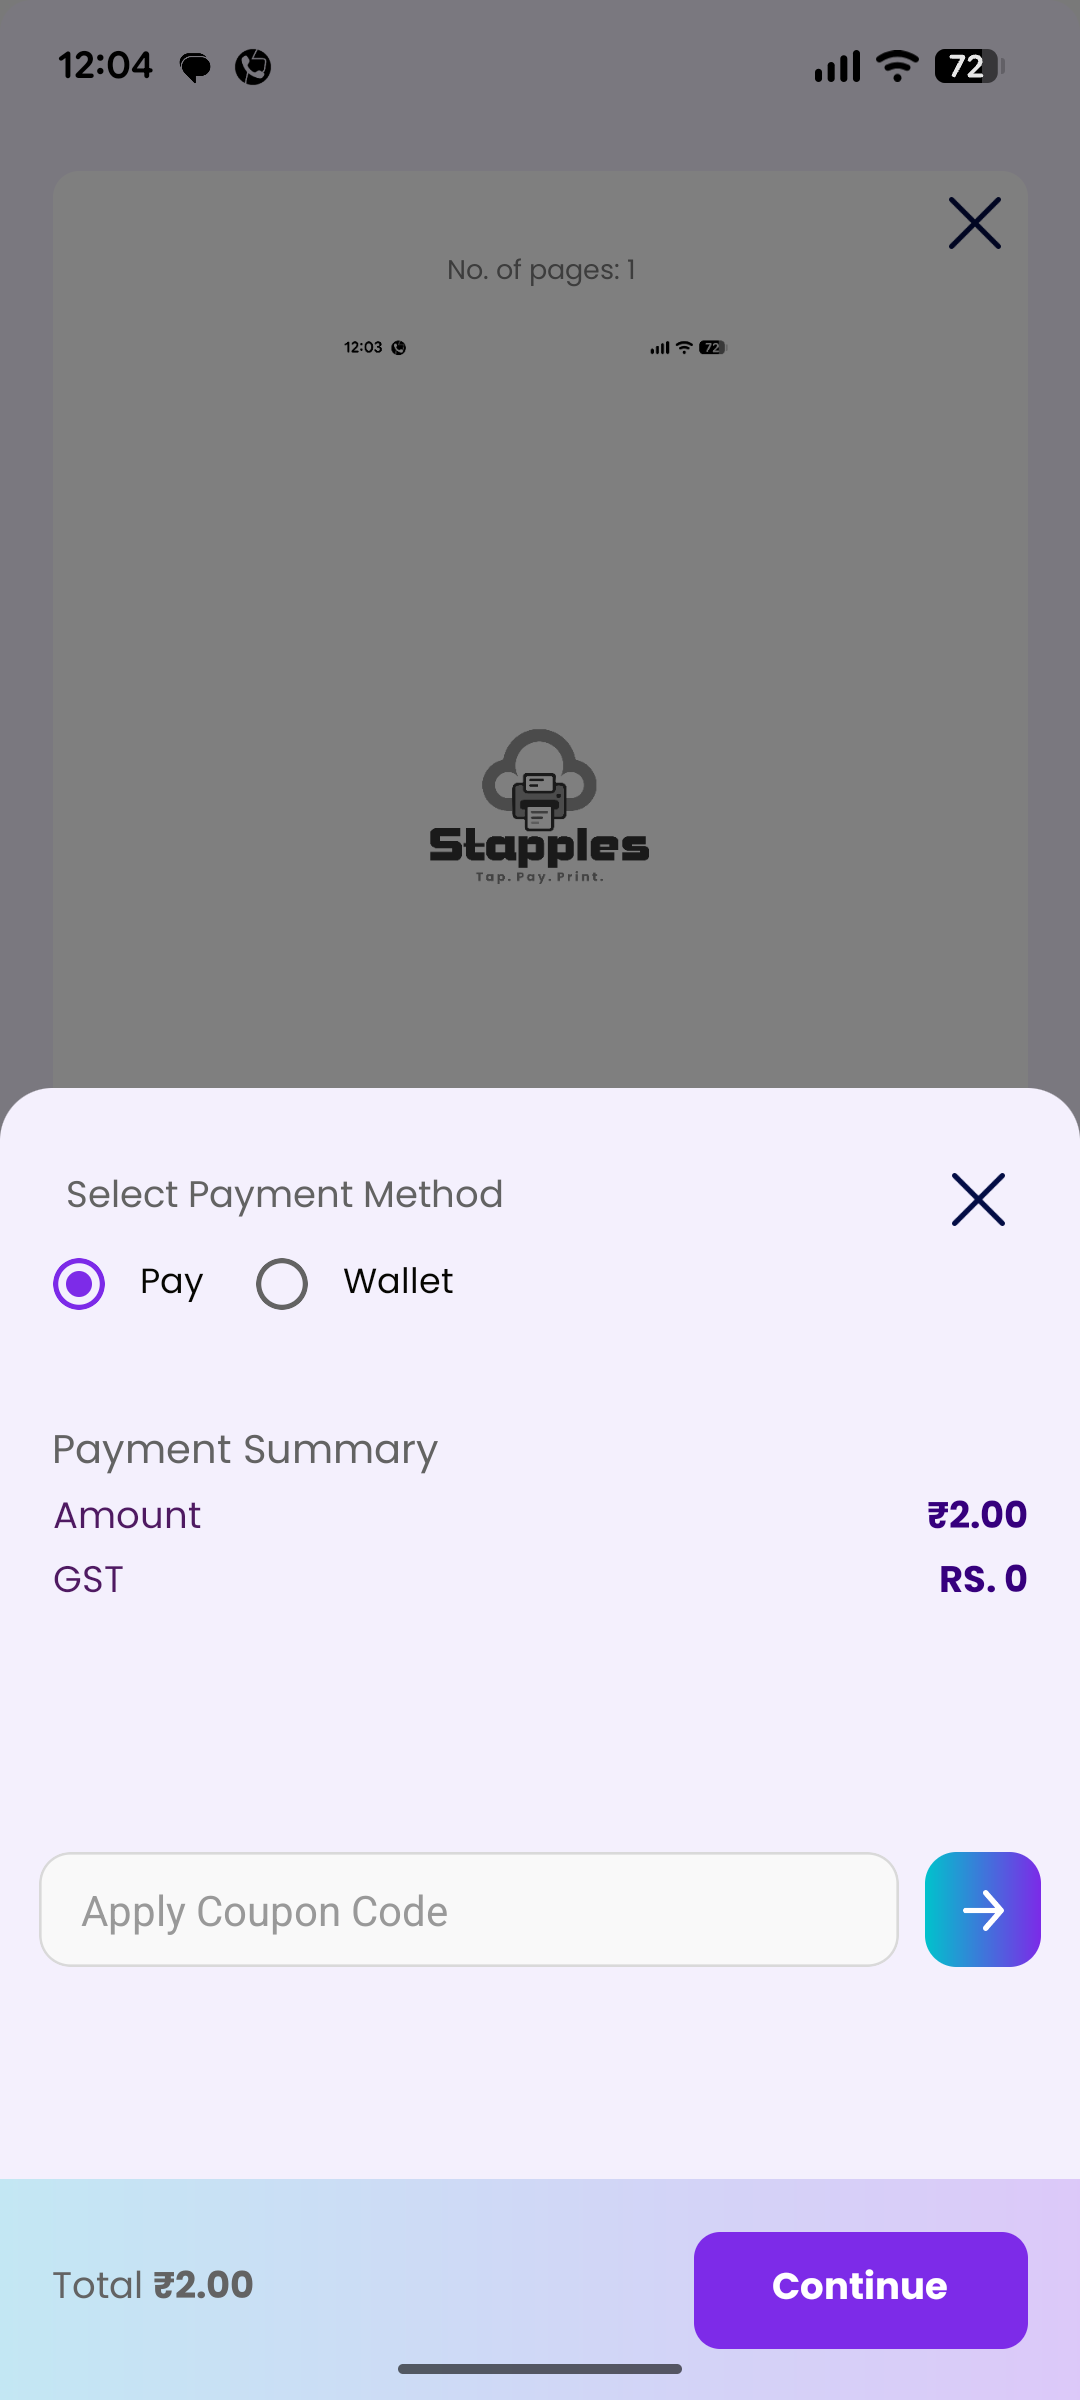 12:04
72
No. of pages: 1
12:03
72
Stapples
Tap. Pay. Print.
Select Payment Method
Pay
Wallet
Payment Summary
Amount ₹2.00
GST RS. 0
Apply Coupon Code
Total ₹2.00
Continue